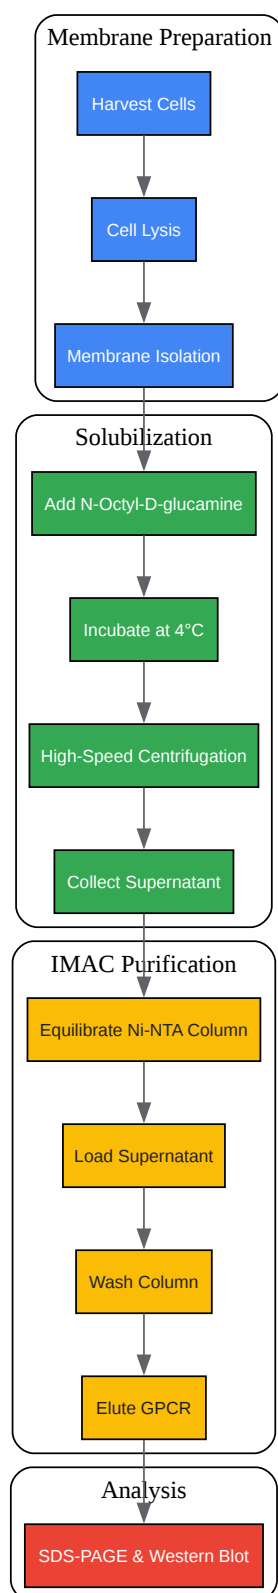 Membrane Preparation
Harvest Cells
Cell Lysis
Membrane Isolation
Solubilization
Add N-Octyl-D-glucamine
Incubate at 4°C
High-Speed Centrifugation
Collect Supernatant
IMAC Purification
Equilibrate Ni-NTA Column
Load Supernatant
Wash Column
Elute GPCR
Analysis
SDS-PAGE & Western Blot